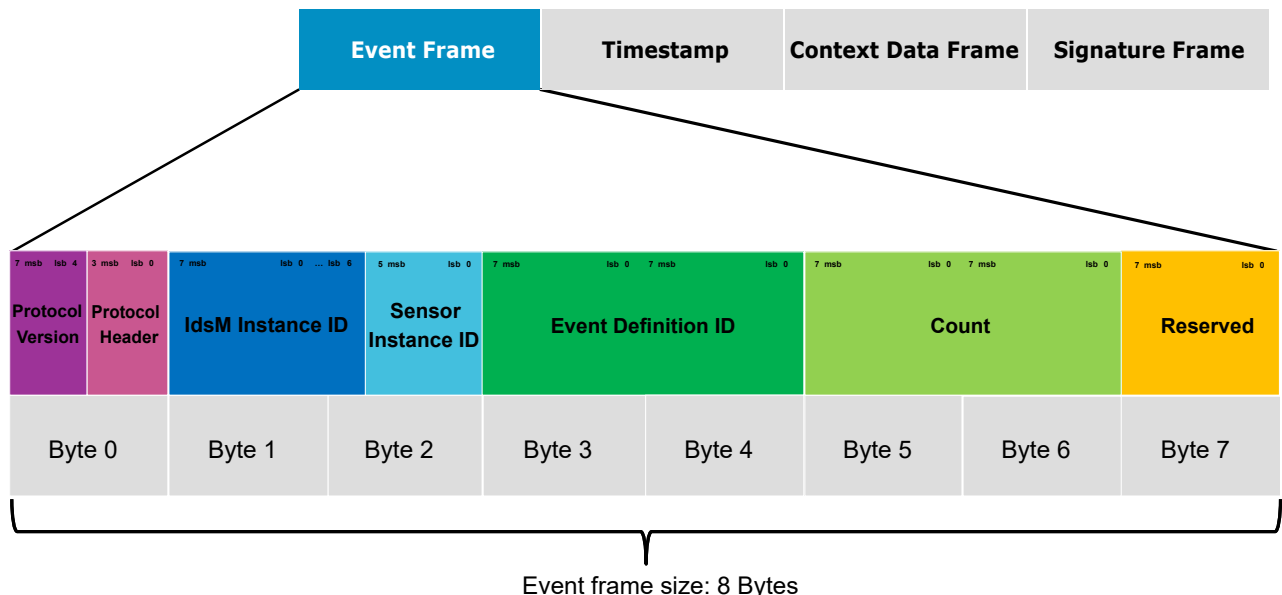 Event Frame Timestamp Context Data Frame Signature Frame
7 msb lsb 4 3 msb lsb 0 7 msb lsb 0 ... lsb 6 5 msb lsb 0 7 msb lsb 0 7 msb lsb 0 7 msb lsb 0 7 msb lsb 0 7 msb lsb 0
Protocol Version
Protocol Header
IdsM Instance ID
Sensor
Instance ID
Event Definition ID
Count
Reserved
Byte 0 Byte 1 Byte 2 Byte 3 Byte 4 Byte 5 Byte 6 Byte 7
Event frame size: 8 Bytes